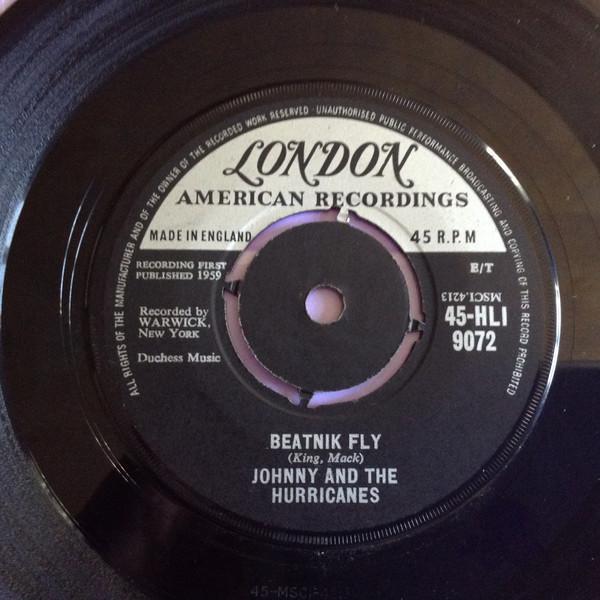 ALL RIGHTS OF THE MANUFACTURER AND OF THE OWNER OF THE RECORDED WORK RESERVED · UNAUTHORISED PUBLIC PERFORMANCE BROADCASTING AND COPYING OF THIS RECORD PROHIBITED
LONDON
AMERICAN RECORDINGS
MADE IN ENGLAND 45 R.P.M
RECORDING FIRST E/T
PUBLISHED 1959
MSCI.4213
Recorded by 45-HLI
WARWICK, 9072
New York
Duchess Music
BEATNIK FLY
(King, Mack)
JOHNNY AND THE
HURRICANES